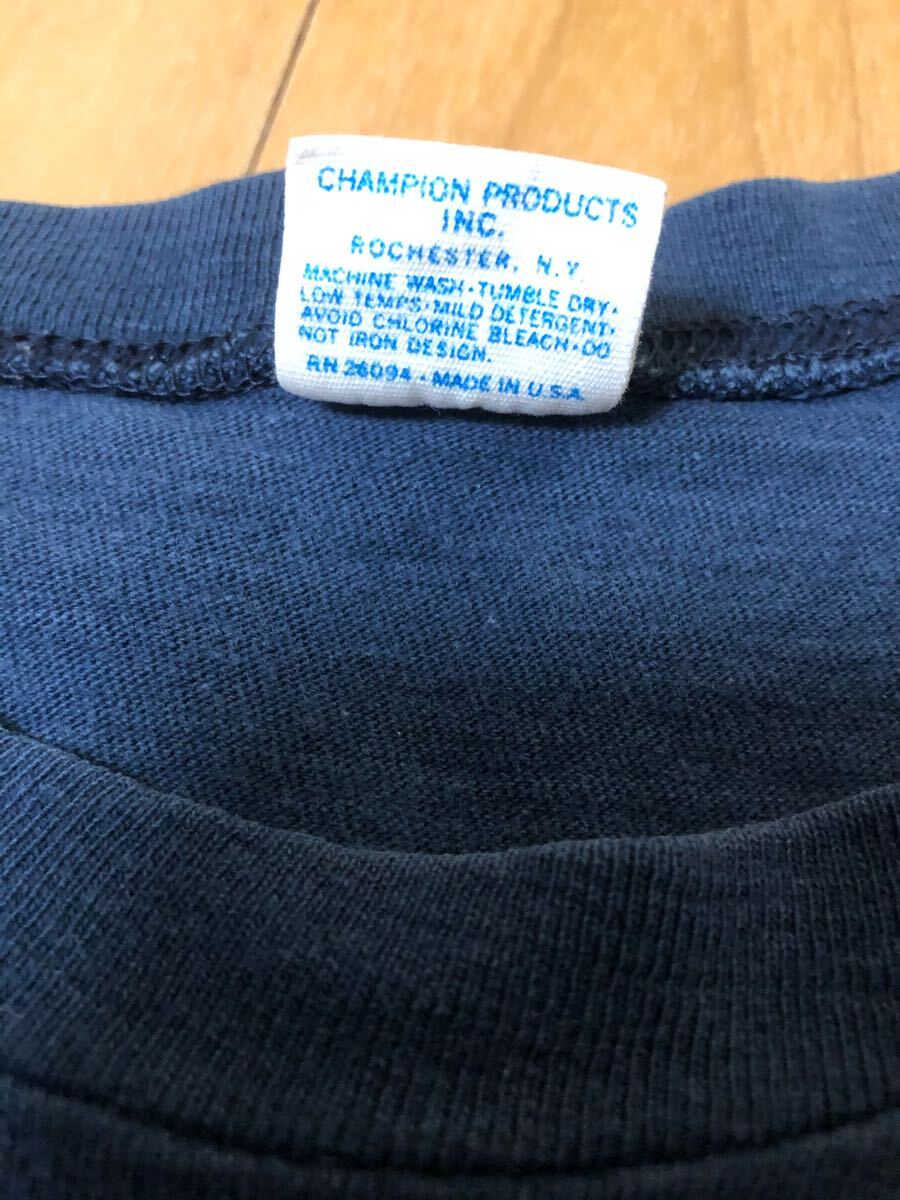 CHAMPION PRODUCTS
INC.
ROCHESTER, N.Y.
MACHINE WASH·TUMBLE DRY·
LOW TEMPS·MILD DETERGENT·
AVOID CHLORINE BLEACH·DO
NOT IRON DESIGN.
RN 26094 · MADE IN U.S.A.